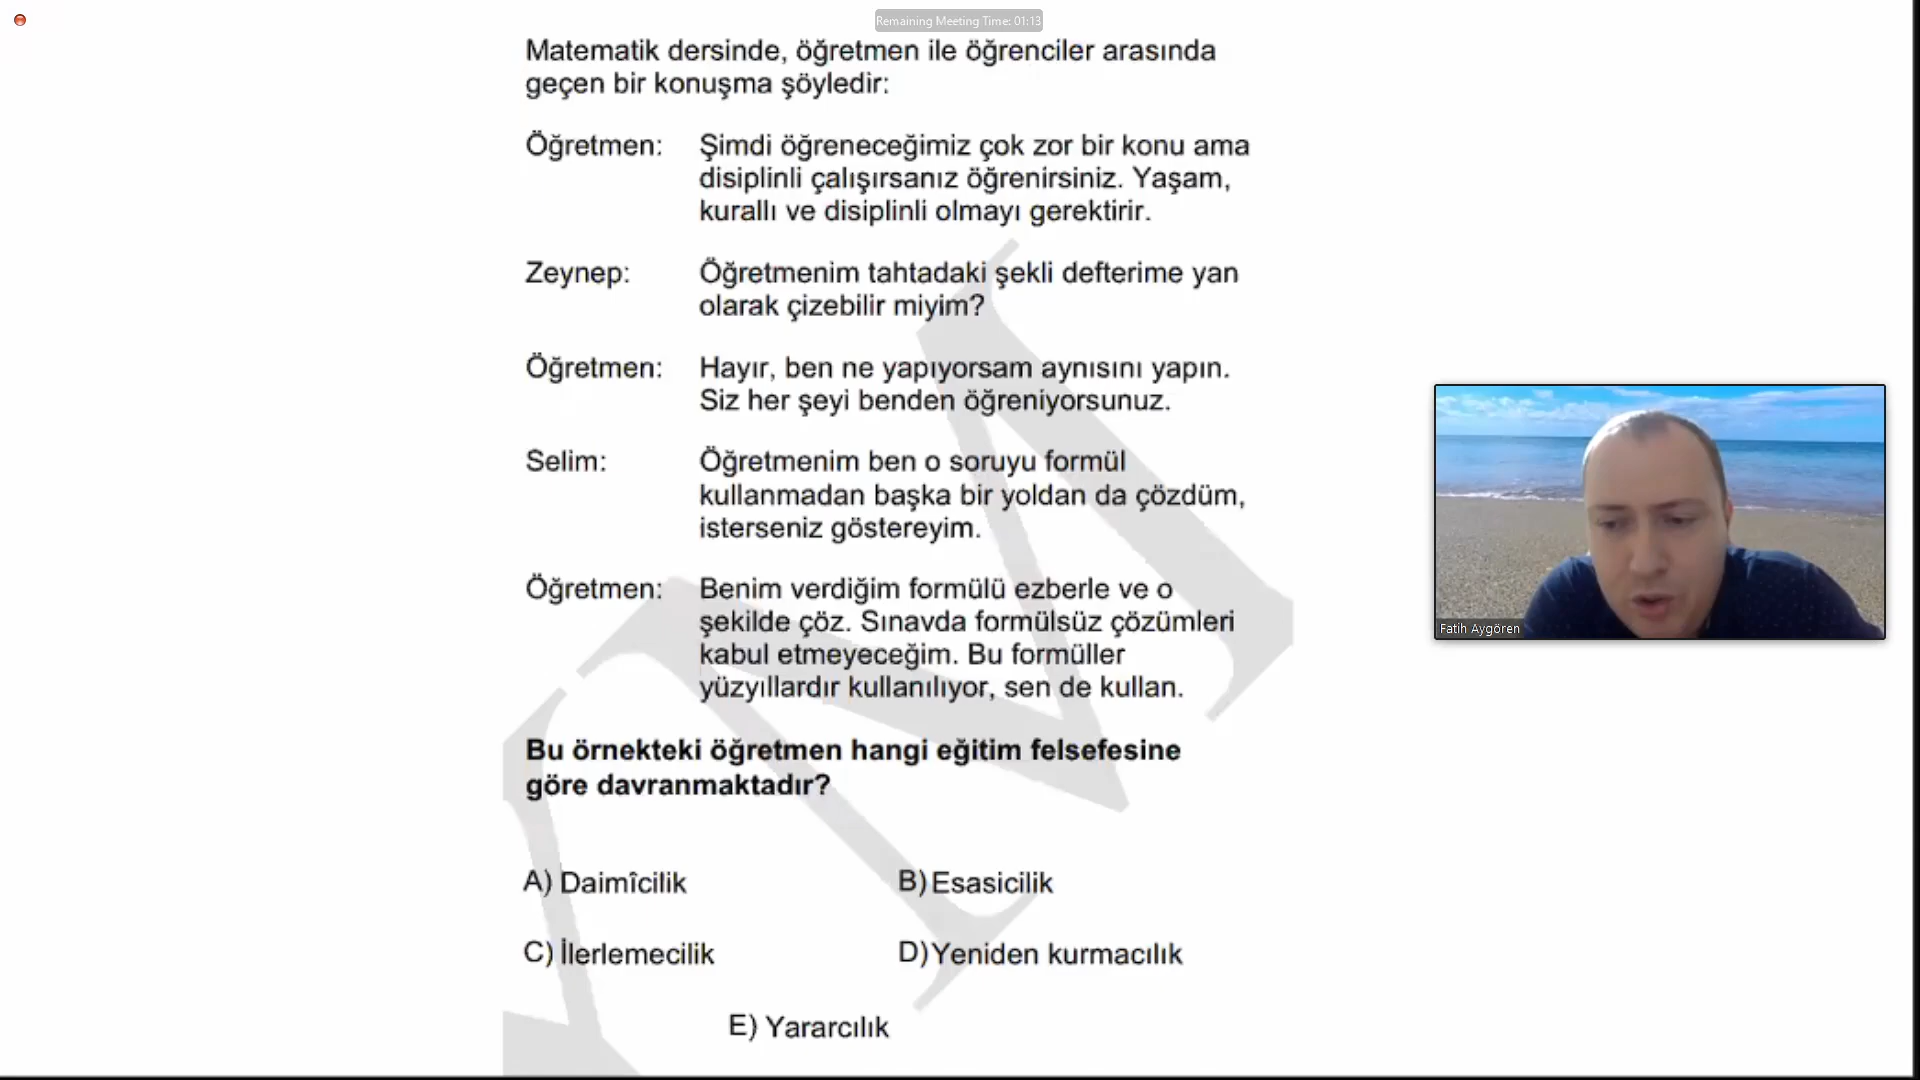 Remaining Meeting Time: 01:13
Matematik dersinde, öğretmen ile öğrenciler arasında
geçen bir konuşma şöyledir:
Öğretmen: Şimdi öğreneceğimiz çok zor bir konu ama
disiplinli çalışırsanız öğrenirsiniz. Yaşam,
kurallı ve disiplinli olmayı gerektirir.
Zeynep: Öğretmenim tahtadaki şekli defterime yan
olarak çizebilir miyim?
Öğretmen: Hayır, ben ne yapıyorsam aynısını yapın.
Siz her şeyi benden öğreniyorsunuz.
Selim: Öğretmenim ben o soruyu formül
kullanmadan başka bir yoldan da çözdüm,
isterseniz göstereyim.
Öğretmen: Benim verdiğim formülü ezberle ve o
şekilde çöz. Sınavda formülsüz çözümleri
kabul etmeyeceğim. Bu formüller
yüzyıllardır kullanılıyor, sen de kullan.
Bu örnekteki öğretmen hangi eğitim felsefesine
göre davranmaktadır?
A) Daimîcilik B) Esasicilik
C) İlerlemecilik D) Yeniden kurmacılık
E) Yararcılık
Fatih Aygören